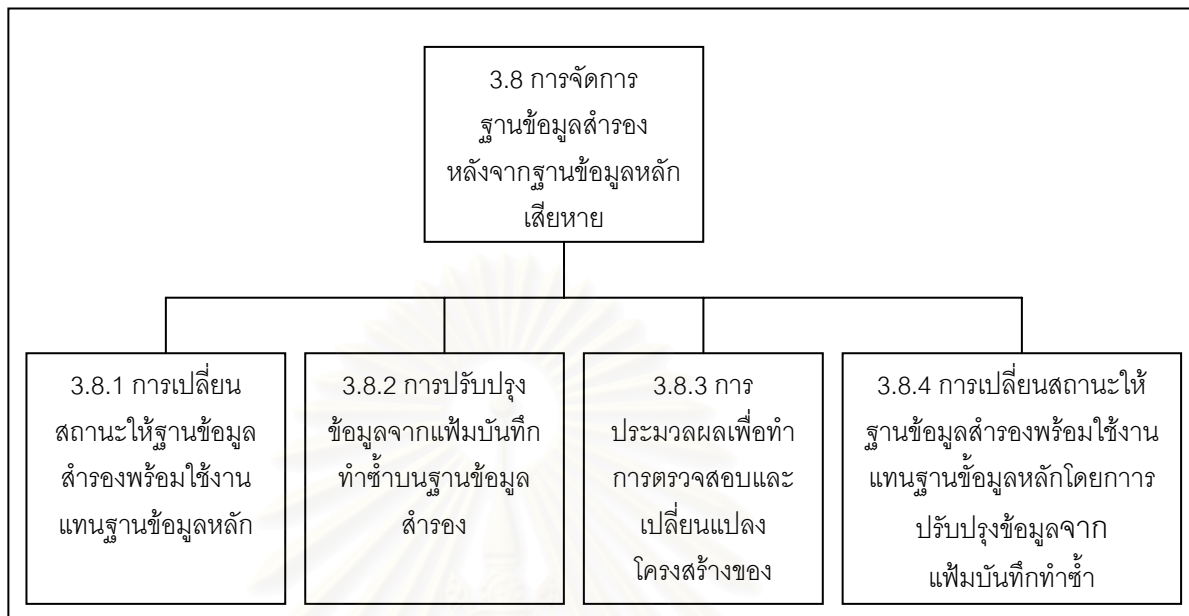 3.8 การจัดการ
ฐานข้อมูลสำรอง
หลังจากฐานข้อมูลหลัก
เสียหาย
3.8.1 การเปลี่ยน
สถานะให้ฐานข้อมูล
สำรองพร้อมใช้งาน
แทนฐานข้อมูลหลัก
3.8.2 การปรับปรุง
ข้อมูลจากแฟ้มบันทึก
ทำซ้ำบนฐานข้อมูล
สำรอง
3.8.3 การ
ประมวลผลเพื่อทำ
การตรวจสอบและ
เปลี่ยนแปลง
โครงสร้างของ
3.8.4 การเปลี่ยนสถานะให้
ฐานข้อมูลสำรองพร้อมใช้งาน
แทนฐานขั้อมูลหลักโดยกาาร
ปรับปรุงข้อมูลจาก
แฟ้มบันทึกทำซ้ำ